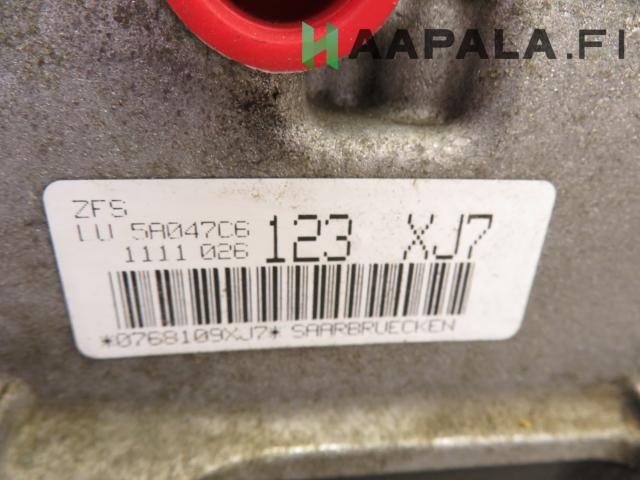 HAAPALA.FI
ZFS
LU 5A047C6
1111 026 123 XJ7
*0768109XJ7* SAARBRUECKEN